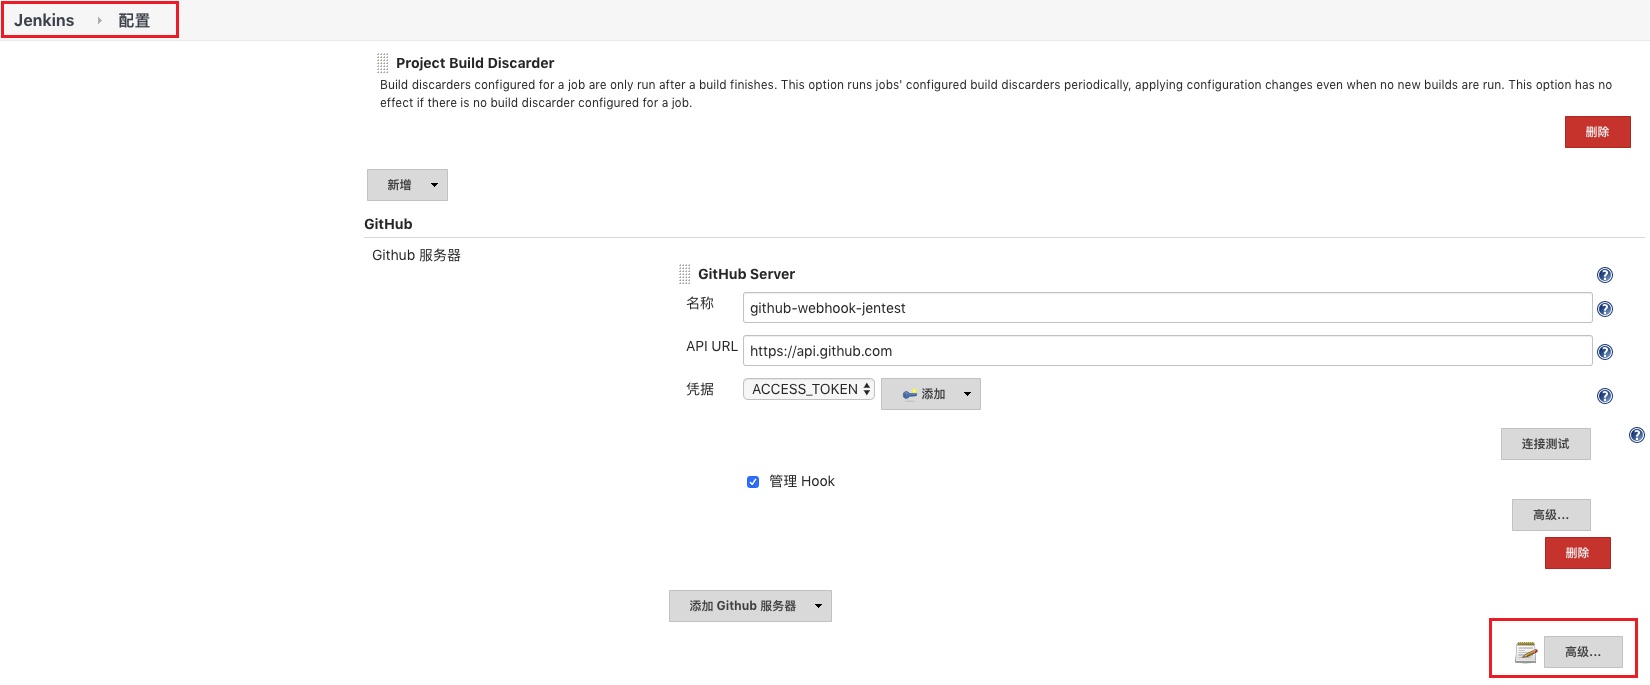 Jenkins 配置
Project Build Discarder
Build discarders configured for a job are only run after a build finishes. This option runs jobs' configured build discarders periodically, applying configuration changes even when no new builds are run. This option has no
effect if there is no build discarder configured for a job.
删除
新增
GitHub
Github 服务器
GitHub Server
名称 github-webhook-jentest
API URL https://api.github.com
凭据 ACCESS_TOKEN 添加
连接测试
管理 Hook
高级...
删除
添加 Github 服务器
高级...